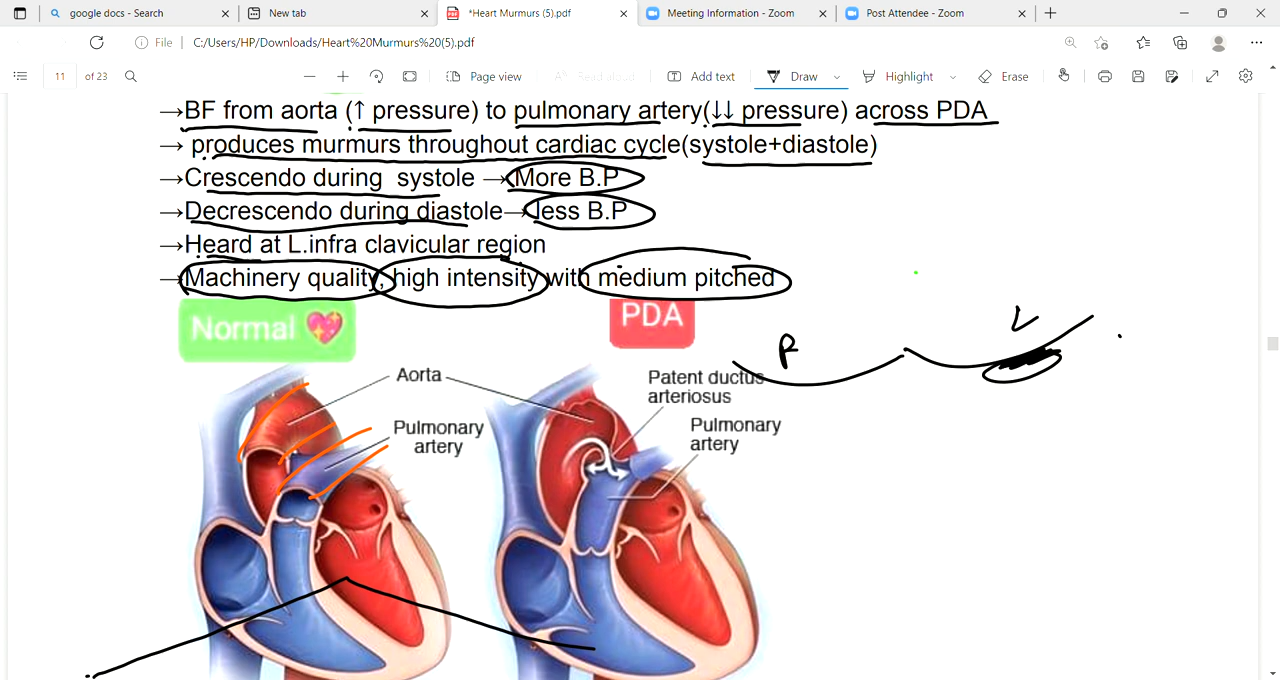 google docs - Search
New tab
*Heart Murmurs (5).pdf
Meeting Information - Zoom
Post Attendee - Zoom
File | C:/Users/HP/Downloads/Heart%20Murmurs%20(5).pdf
11 of 23
Page view
Read aloud
Add text
Draw
Highlight
Erase
→BF from aorta (↑ pressure) to pulmonary artery(↓↓ pressure) across PDA
→ produces murmurs throughout cardiac cycle(systole+diastole)
→Crescendo during systole →More B.P
→Decrescendo during diastole→less B.P
→Heard at L.infra clavicular region
→Machinery quality, high intensity with medium pitched
Normal 💖
PDA
R
L
Aorta
Pulmonary
artery
Patent ductus
arteriosus
Pulmonary
artery